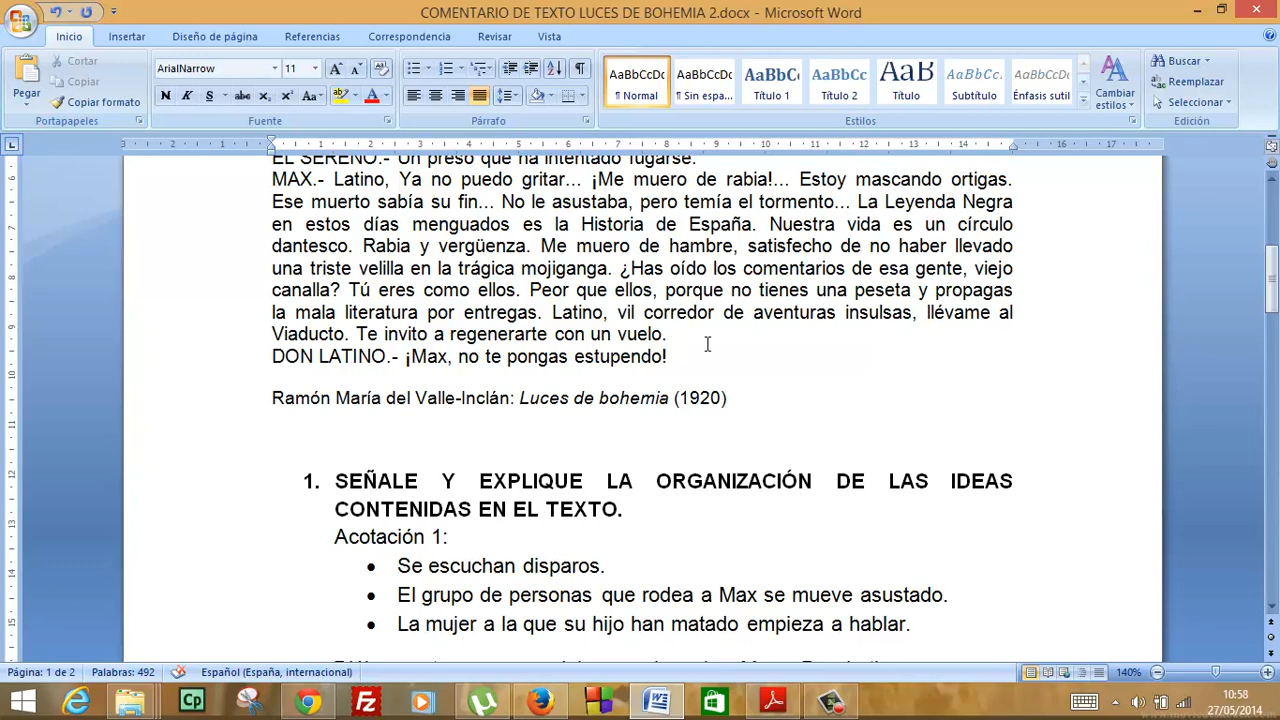 COMENTARIO DE TEXTO LUCES DE BOHEMIA 2.docx - Microsoft Word
Inicio Insertar Diseño de página Referencias Correspondencia Revisar Vista
Pegar
Cortar
Copiar
Copiar formato
Portapapeles
ArialNarrow 11
Fuente
Párrafo
AaBbCcDc AaBbCcDc AaBbC AaBbCc AaB AaBbCc. AaBbCcDc
¶ Normal ¶ Sin espa... Título 1 Título 2 Título Subtítulo Énfasis sutil
Cambiar estilos
Estilos
Buscar
Reemplazar
Seleccionar
Edición
EL SERENO.- Un preso que ha intentado fugarse.
MAX.- Latino, Ya no puedo gritar... ¡Me muero de rabia!... Estoy mascando ortigas.
Ese muerto sabía su fin... No le asustaba, pero temía el tormento... La Leyenda Negra
en estos días menguados es la Historia de España. Nuestra vida es un círculo
dantesco. Rabia y vergüenza. Me muero de hambre, satisfecho de no haber llevado
una triste velilla en la trágica mojiganga. ¿Has oído los comentarios de esa gente, viejo
canalla? Tú eres como ellos. Peor que ellos, porque no tienes una peseta y propagas
la mala literatura por entregas. Latino, vil corredor de aventuras insulsas, llévame al
Viaducto. Te invito a regenerarte con un vuelo.
DON LATINO.- ¡Max, no te pongas estupendo!
Ramón María del Valle-Inclán: Luces de bohemia (1920)
1. SEÑALE Y EXPLIQUE LA ORGANIZACIÓN DE LAS IDEAS
CONTENIDAS EN EL TEXTO.
Acotación 1:
• Se escuchan disparos.
• El grupo de personas que rodea a Max se mueve asustado.
• La mujer a la que su hijo han matado empieza a hablar.
Página: 1 de 2 Palabras: 492 Español (España, internacional) 140%
10:58
27/05/2014